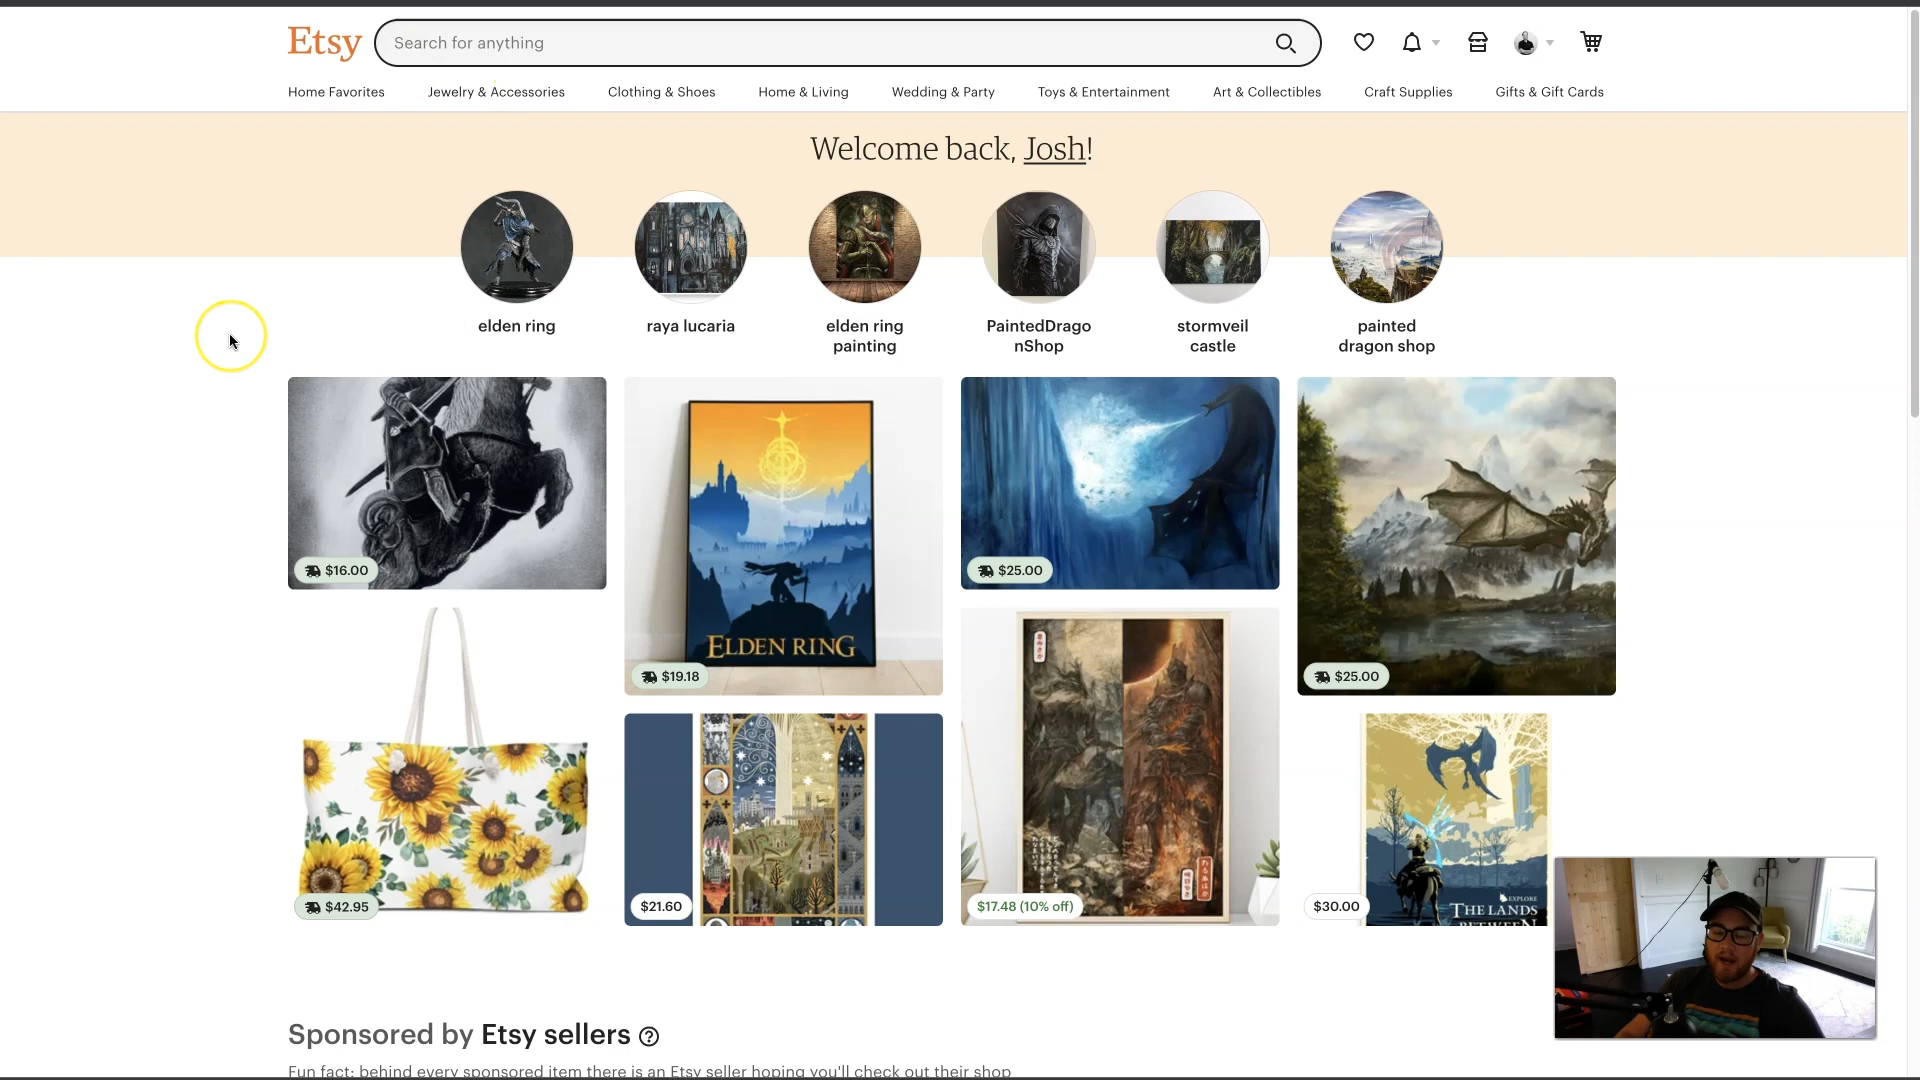 Etsy
Search for anything
Home Favorites
Jewelry & Accessories
Clothing & Shoes
Home & Living
Wedding & Party
Toys & Entertainment
Art & Collectibles
Craft Supplies
Gifts & Gift Cards
Welcome back, Josh!
elden ring
raya lucaria
elden ring
painting
PaintedDrago
nShop
stormveil
castle
painted
dragon shop
$16.00
ELDEN RING
$19.18
$25.00
$25.00
$42.95
$21.60
$17.48 (10% off)
$30.00
EXPLORE
THE LANDS
BETWEEN
Sponsored by Etsy sellers
Fun fact: behind every sponsored item there is an Etsy seller hoping you'll check out their shop